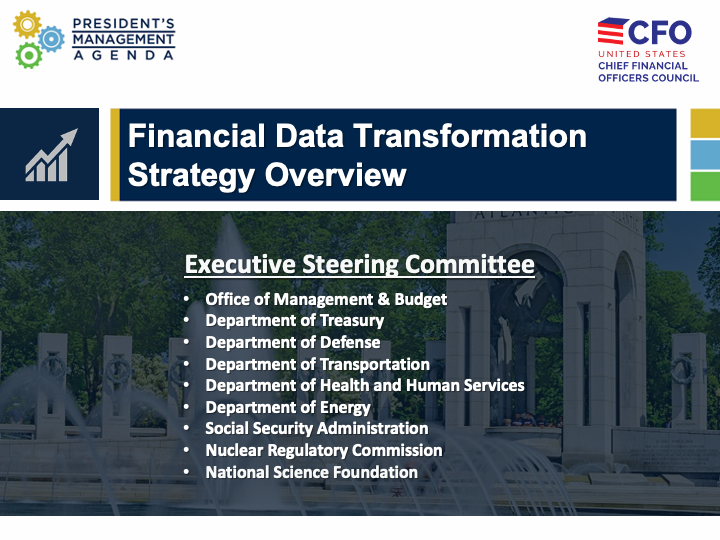 PRESIDENT'S
MANAGEMENT
AGENDA
CFO
UNITED STATES
CHIEF FINANCIAL
OFFICERS COUNCIL
Financial Data Transformation
Strategy Overview
ATLANTIC
Executive Steering Committee
• Office of Management & Budget
• Department of Treasury
• Department of Defense
• Department of Transportation
• Department of Health and Human Services
• Department of Energy
• Social Security Administration
• Nuclear Regulatory Commission
• National Science Foundation